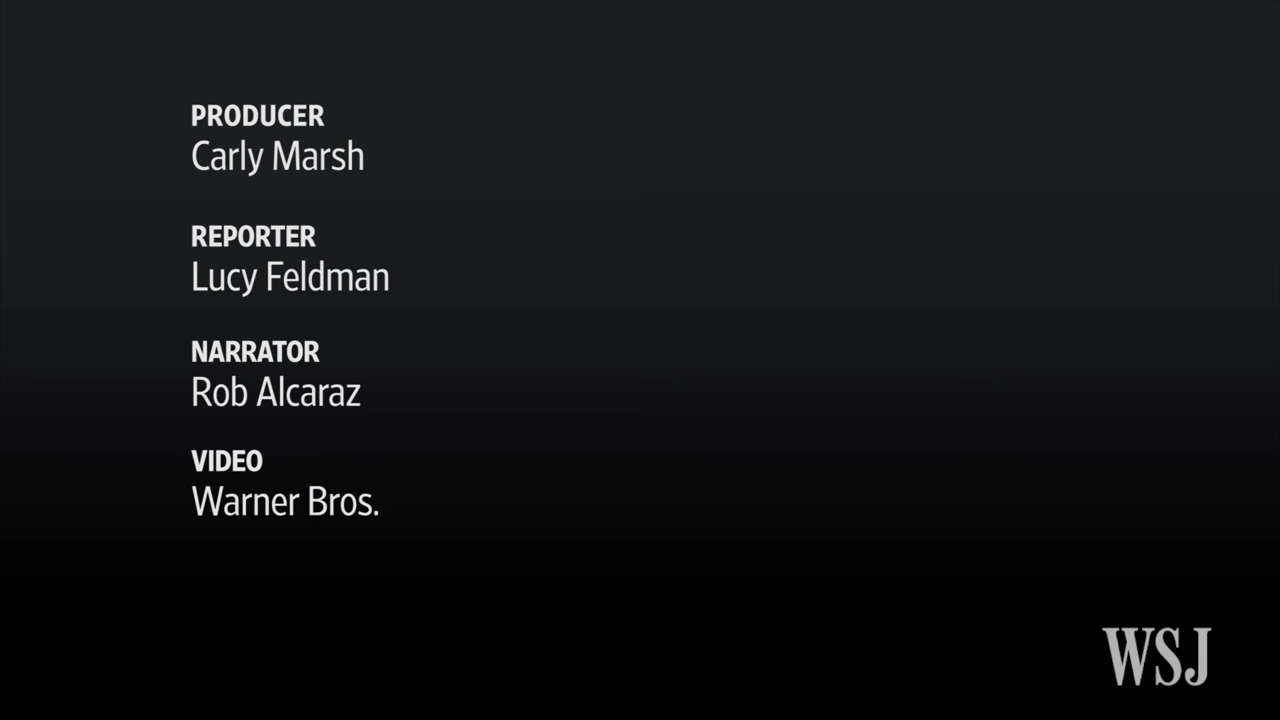 PRODUCER
Carly Marsh
REPORTER
Lucy Feldman
NARRATOR
Rob Alcaraz
VIDEO
Warner Bros.
WSJ